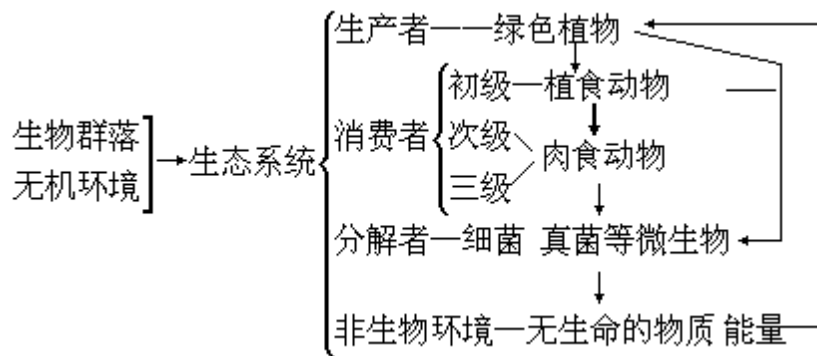 生产者——绿色植物
初级—植食动物
生物群落
消费者
次级
无机环境
生态系统
肉食动物
三级
分解者—细菌 真菌等微生物
非生物环境—无生命的物质 能量